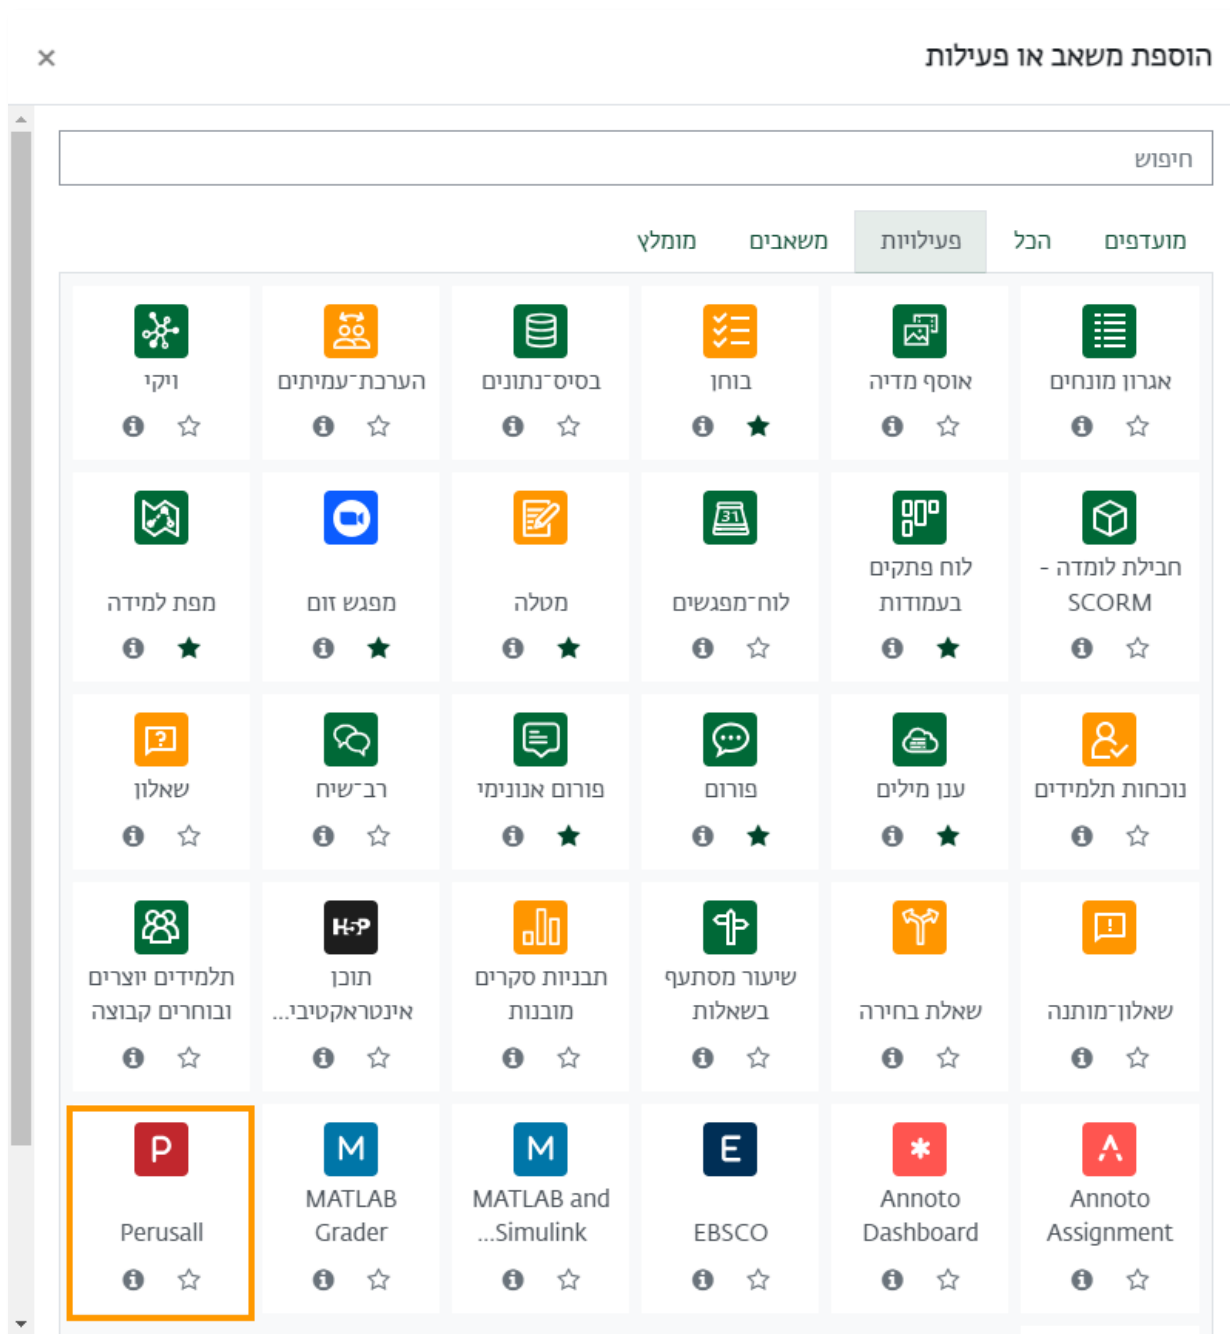 הוספת משאב או פעילות
חיפוש
מועדפים
הכל
פעילויות
משאבים
מומלץ
אגרון מונחים
אוסף מדיה
בוחן
בסיס־נתונים
הערכת־עמיתים
ויקי
חבילת לומדה -
SCORM
לוח פתקים
בעמודות
31
לוח־מפגשים
מטלה
מפגש זום
מפת למידה
נוכחות תלמידים
ענן מילים
פורום
פורום אנונימי
רב־שיח
שאלון
שאלון־מותנה
שאלת בחירה
שיעור מסתעף
בשאלות
תבניות סקרים
מובנות
H5P
תוכן
אינטראקטיבי...
תלמידים יוצרים
ובוחרים קבוצה
Annoto
Assignment
Annoto
Dashboard
E
EBSCO
M
MATLAB and
Simulink...
M
MATLAB
Grader
P
Perusall